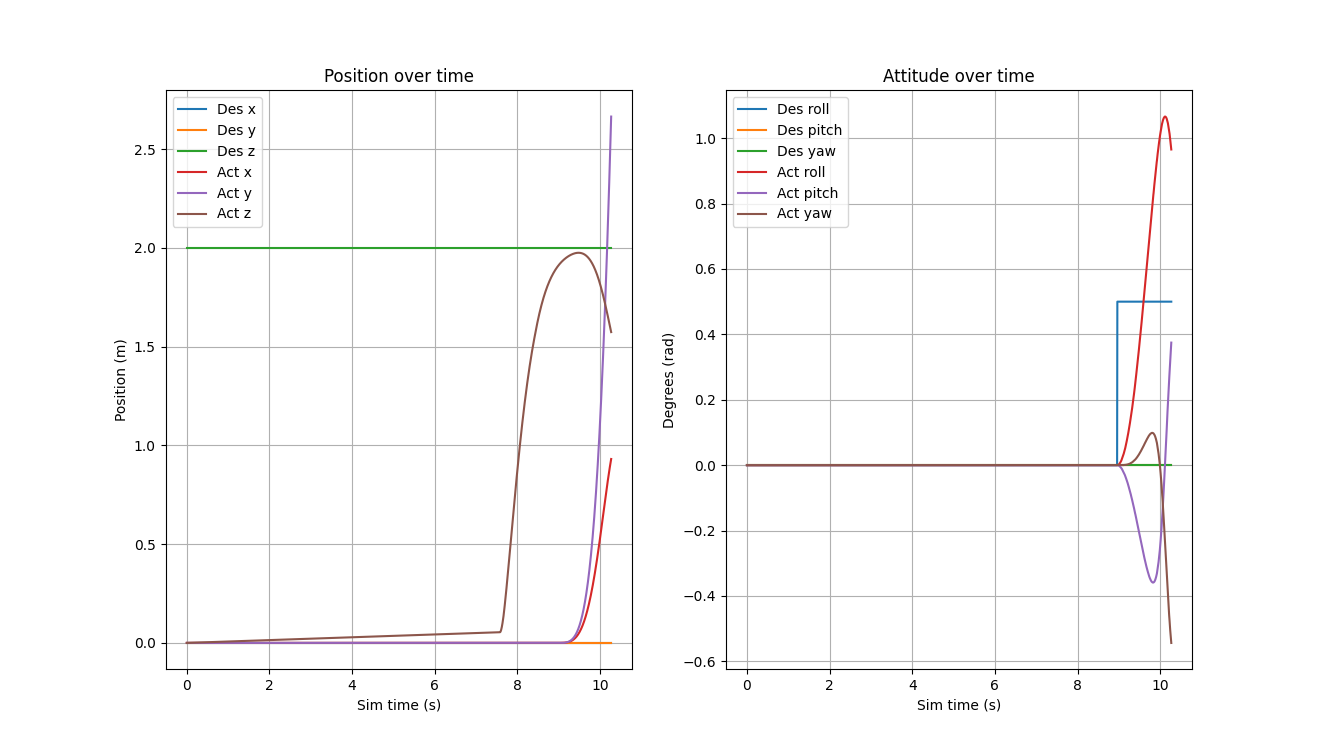 Position over time
Des x
Des y
Des z
Act x
Act y
Act z
2.5
2.0
1.5
1.0
0.5
0.0
Position (m)
0 2 4 6 8 10
Sim time (s)
Attitude over time
Des roll
Des pitch
Des yaw
Act roll
Act pitch
Act yaw
1.0
0.8
0.6
0.4
0.2
0.0
−0.2
−0.4
−0.6
Degrees (rad)
0 2 4 6 8 10
Sim time (s)